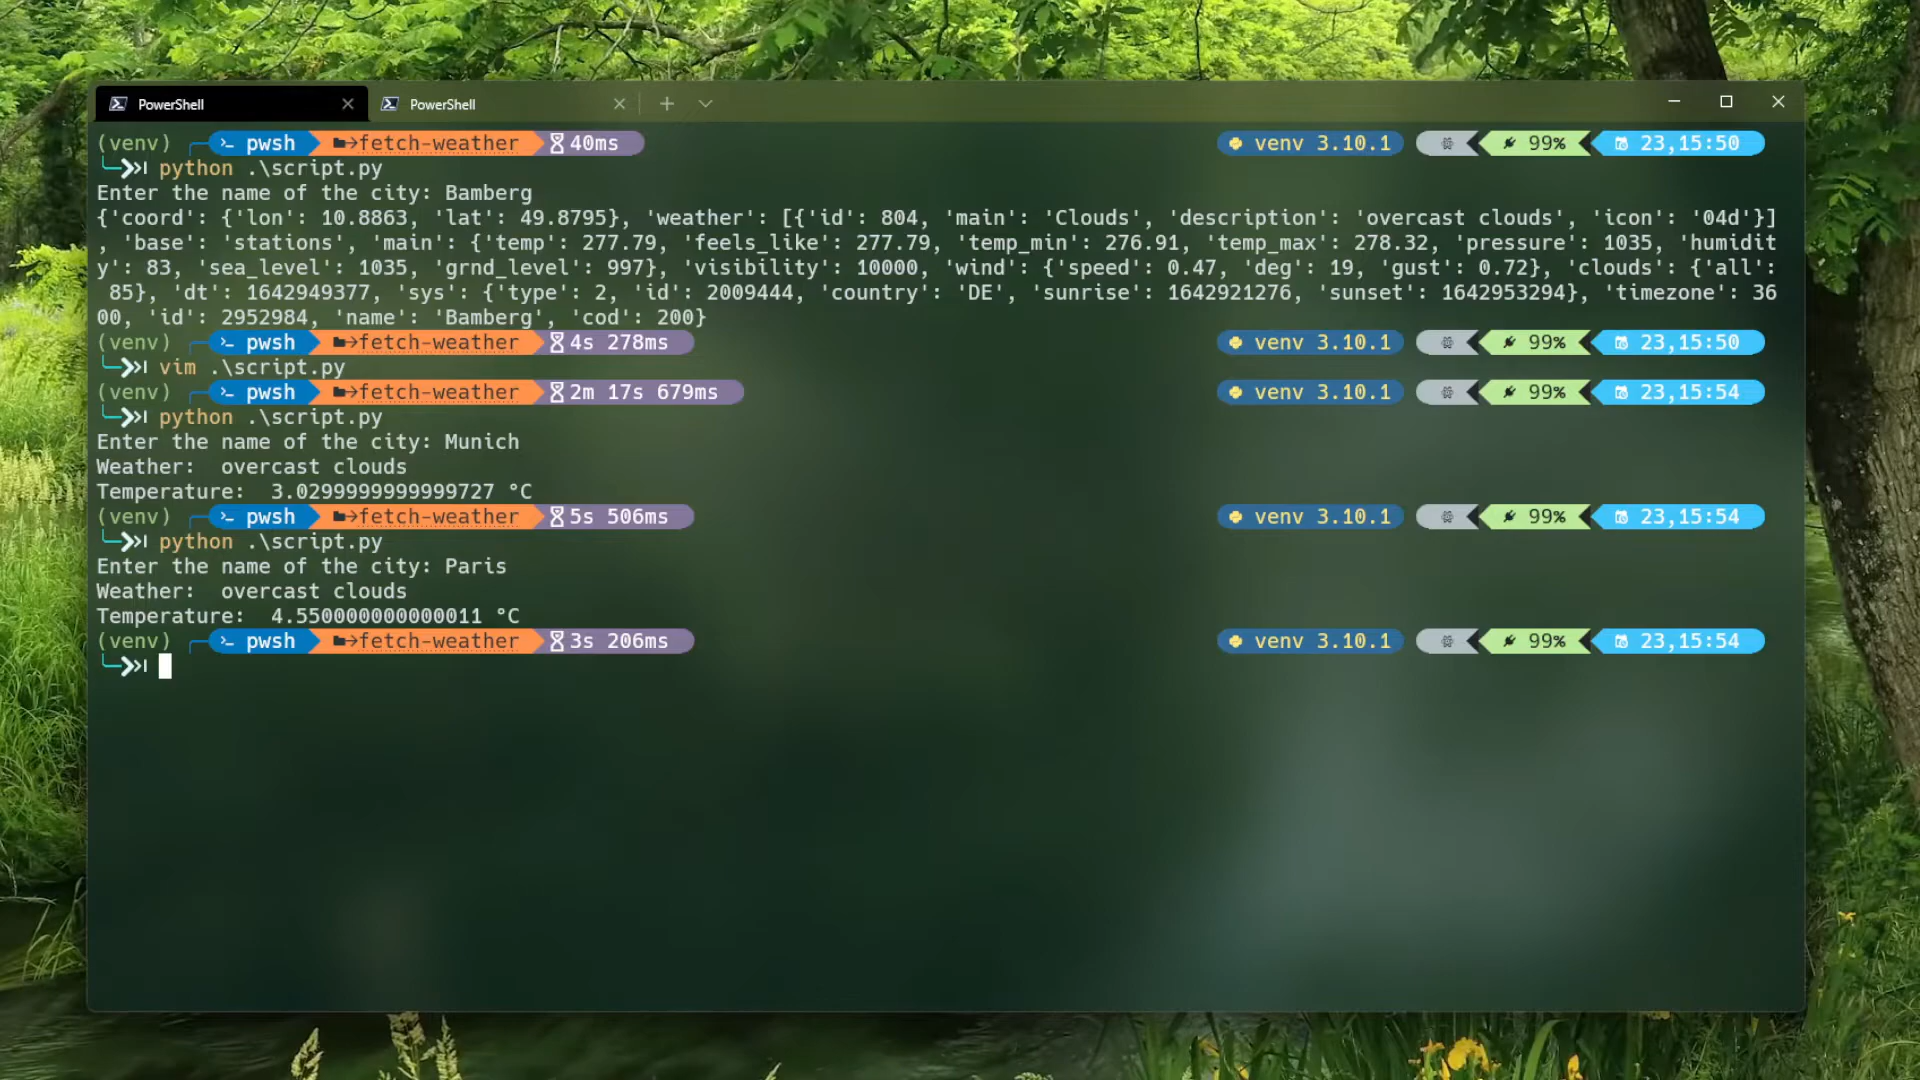 PowerShell PowerShell
(venv) pwsh fetch-weather 40ms venv 3.10.1 99% 23,15:50
python .\script.py
Enter the name of the city: Bamberg
{'coord': {'lon': 10.8863, 'lat': 49.8795}, 'weather': [{'id': 804, 'main': 'Clouds', 'description': 'overcast clouds', 'icon': '04d'}]
, 'base': 'stations', 'main': {'temp': 277.79, 'feels_like': 277.79, 'temp_min': 276.91, 'temp_max': 278.32, 'pressure': 1035, 'humidit
y': 83, 'sea_level': 1035, 'grnd_level': 997}, 'visibility': 10000, 'wind': {'speed': 0.47, 'deg': 19, 'gust': 0.72}, 'clouds': {'all':
85}, 'dt': 1642949377, 'sys': {'type': 2, 'id': 2009444, 'country': 'DE', 'sunrise': 1642921276, 'sunset': 1642953294}, 'timezone': 36
00, 'id': 2952984, 'name': 'Bamberg', 'cod': 200}
(venv) pwsh fetch-weather 4s 278ms venv 3.10.1 99% 23,15:50
vim .\script.py
(venv) pwsh fetch-weather 2m 17s 679ms venv 3.10.1 99% 23,15:54
python .\script.py
Enter the name of the city: Munich
Weather:  overcast clouds
Temperature:  3.0299999999999727 °C
(venv) pwsh fetch-weather 5s 506ms venv 3.10.1 99% 23,15:54
python .\script.py
Enter the name of the city: Paris
Weather:  overcast clouds
Temperature:  4.550000000000011 °C
(venv) pwsh fetch-weather 3s 206ms venv 3.10.1 99% 23,15:54